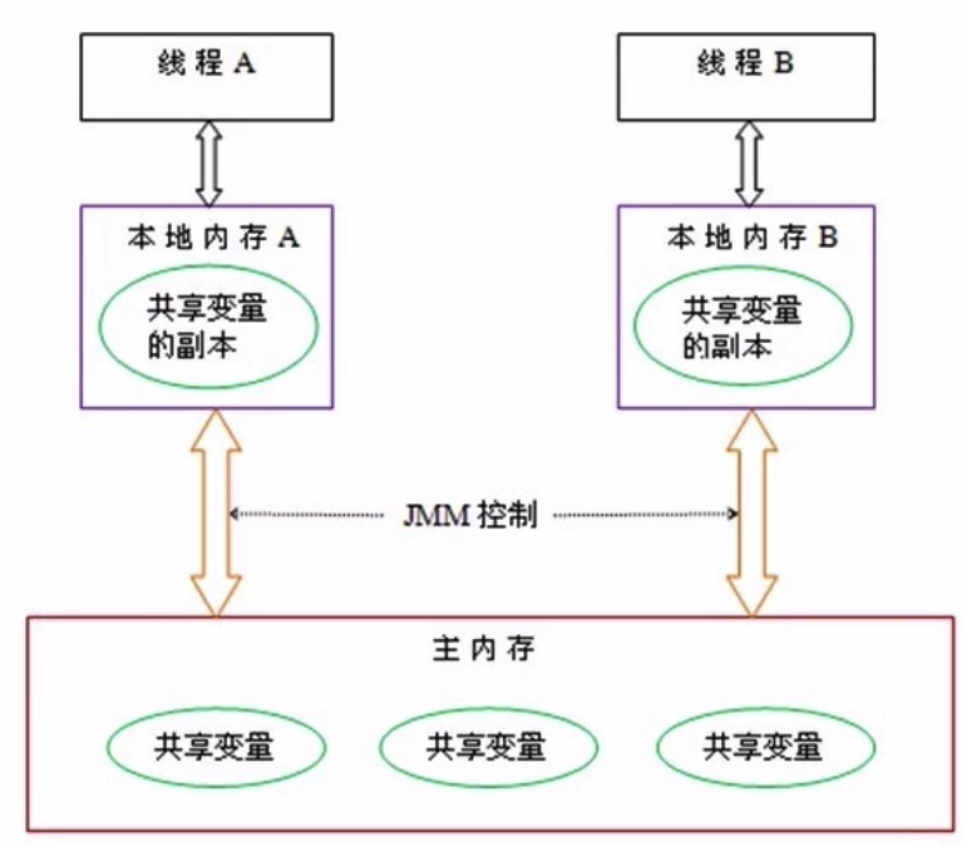 线程 A
线程 B
本地内存 A
本地内存 B
共享变量
的副本
共享变量
的副本
JMM 控制
主内存
共享变量
共享变量
共享变量